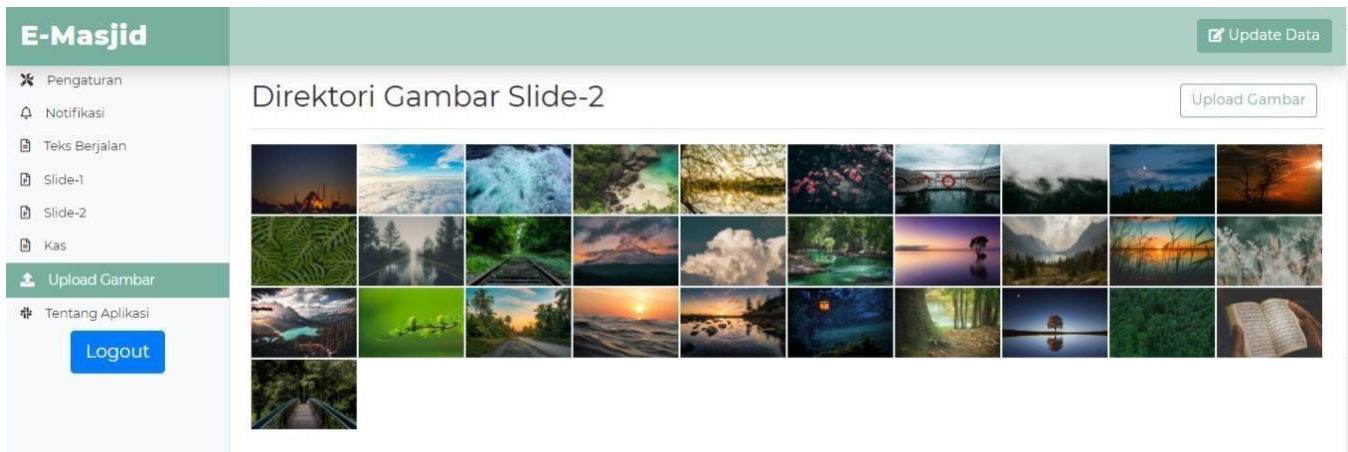 E-Masjid
Update Data
Pengaturan
Notifikasi
Teks Berjalan
Slide-1
Slide-2
Kas
Upload Gambar
Tentang Aplikasi
Logout
Direktori Gambar Slide-2
Upload Gambar